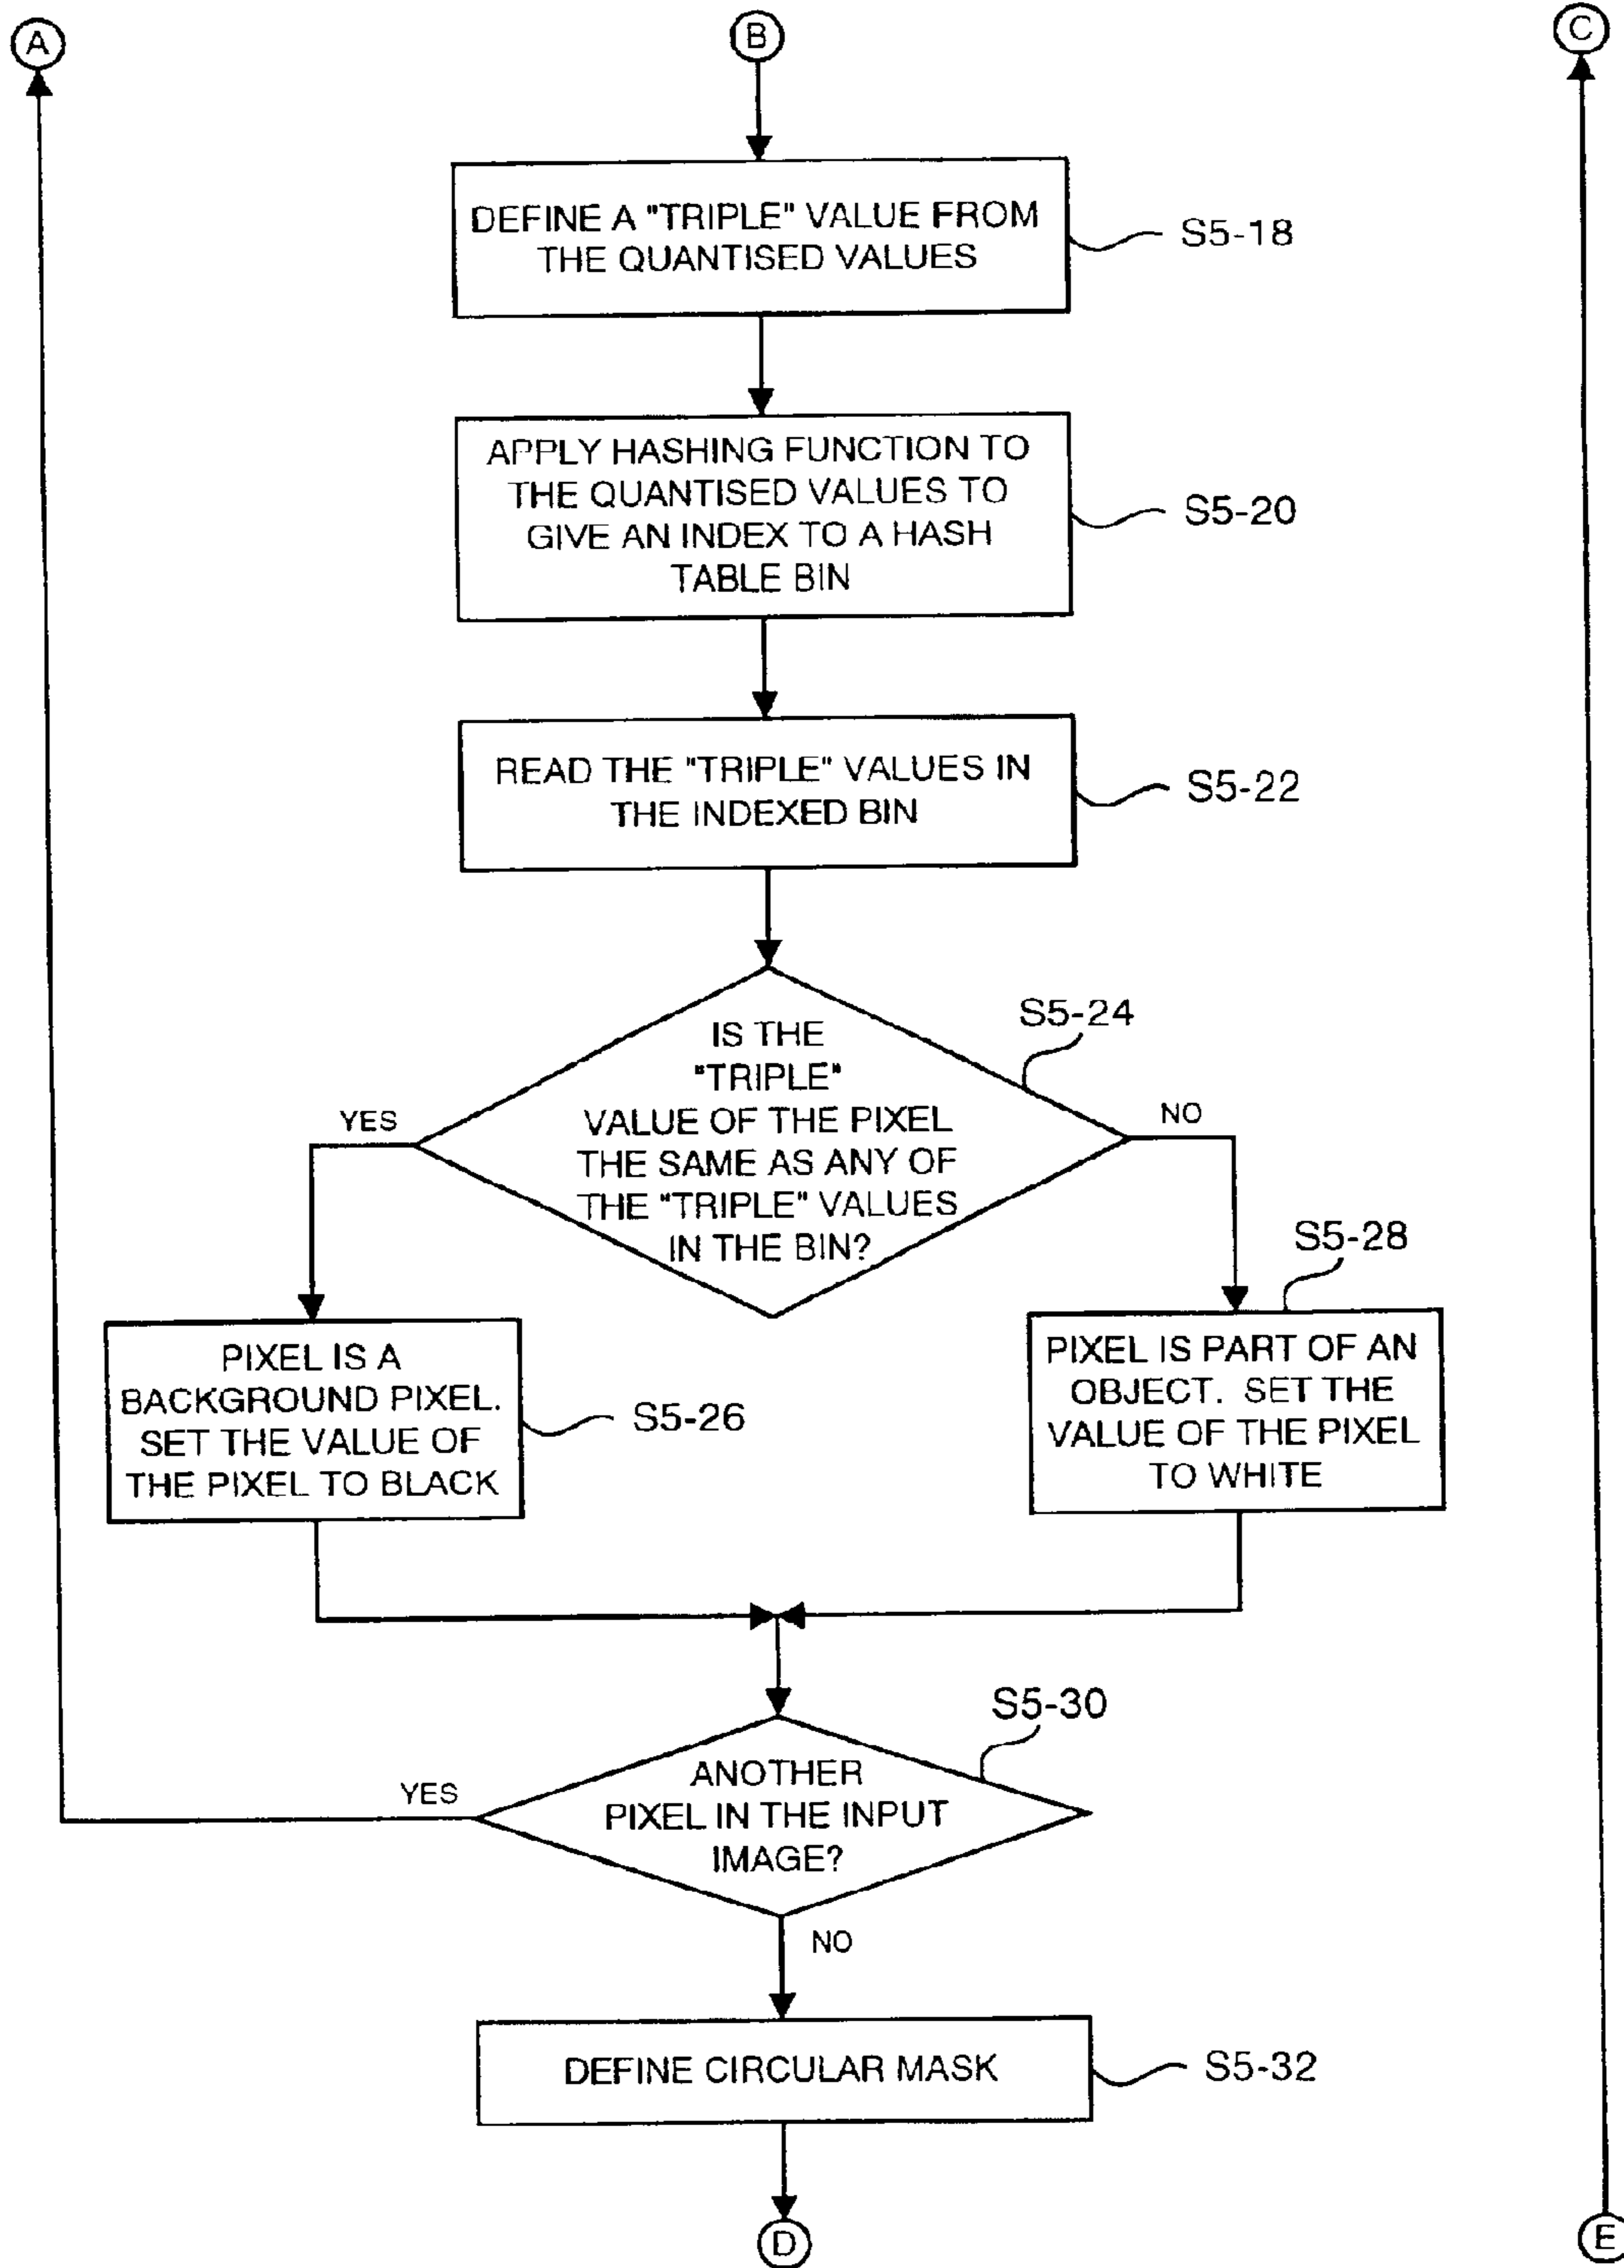 A
B
C
DEFINE A "TRIPLE" VALUE FROM
THE QUANTISED VALUES
S5-18
APPLY HASHING FUNCTION TO
THE QUANTISED VALUES TO
GIVE AN INDEX TO A HASH
TABLE BIN
S5-20
READ THE "TRIPLE" VALUES IN
THE INDEXED BIN
S5-22
S5-24
IS THE
"TRIPLE"
VALUE OF THE PIXEL
THE SAME AS ANY OF
THE "TRIPLE" VALUES
IN THE BIN?
YES
NO
PIXEL IS A
BACKGROUND PIXEL.
SET THE VALUE OF
THE PIXEL TO BLACK
S5-26
S5-28
PIXEL IS PART OF AN
OBJECT. SET THE
VALUE OF THE PIXEL
TO WHITE
S5-30
ANOTHER
PIXEL IN THE INPUT
IMAGE?
YES
NO
DEFINE CIRCULAR MASK
S5-32
D
E